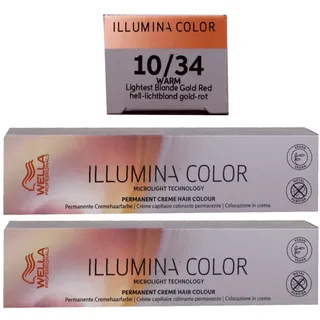 ILLUMINA COLOR
10/34
WARM
Lightest Blonde Gold Red
hell-lichtblond gold-rot
WELLA
PROFESSIONALS
ILLUMINA COLOR
MICROLIGHT TECHNOLOGY
PERMANENT CREME HAIR COLOUR
Permanente Cremehaarfarbe / Crème capillaire colorante permanente / Colorazione in crema
WELLA
PROFESSIONALS
ILLUMINA COLOR
MICROLIGHT TECHNOLOGY
PERMANENT CREME HAIR COLOUR
Permanente Cremehaarfarbe / Crème capillaire colorante permanente / Colorazione in crema